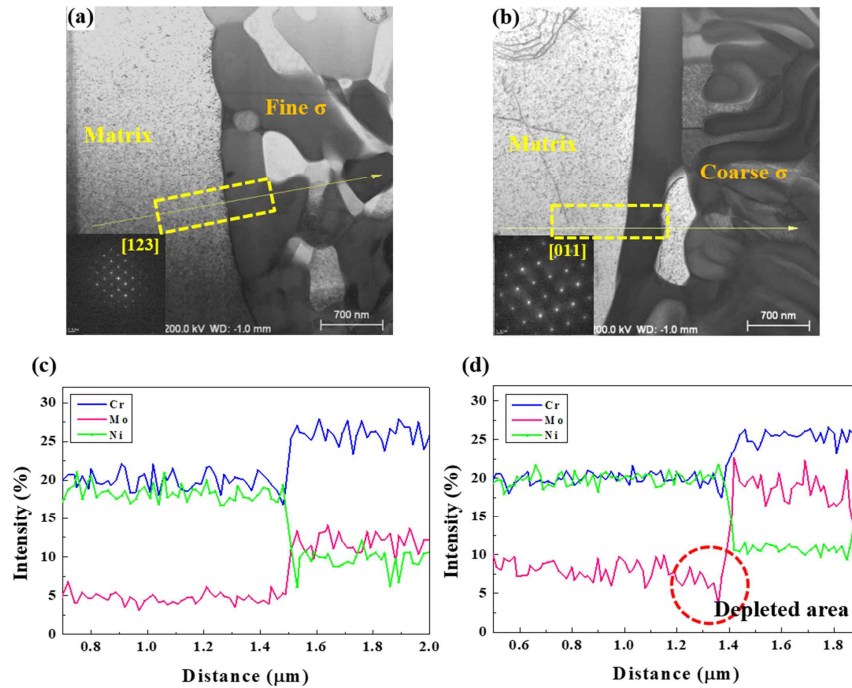 (a)
Fine σ
Matrix
[123]
200.0 kV WD: -1.0 mm
700 nm
(b)
Matrix
Coarse σ
[011]
200.0 kV WD: -1.0 mm
700 nm
(c)
Cr
Mo
Ni
Intensity (%)
30
25
20
15
10
5
0
0.8 1.0 1.2 1.4 1.6 1.8 2.0
Distance (μm)
(d)
Cr
Mo
Ni
Intensity (%)
30
25
20
15
10
5
0
0.6 0.8 1.0 1.2 1.4 1.6 1.8
Depleted area
Distance (μm)